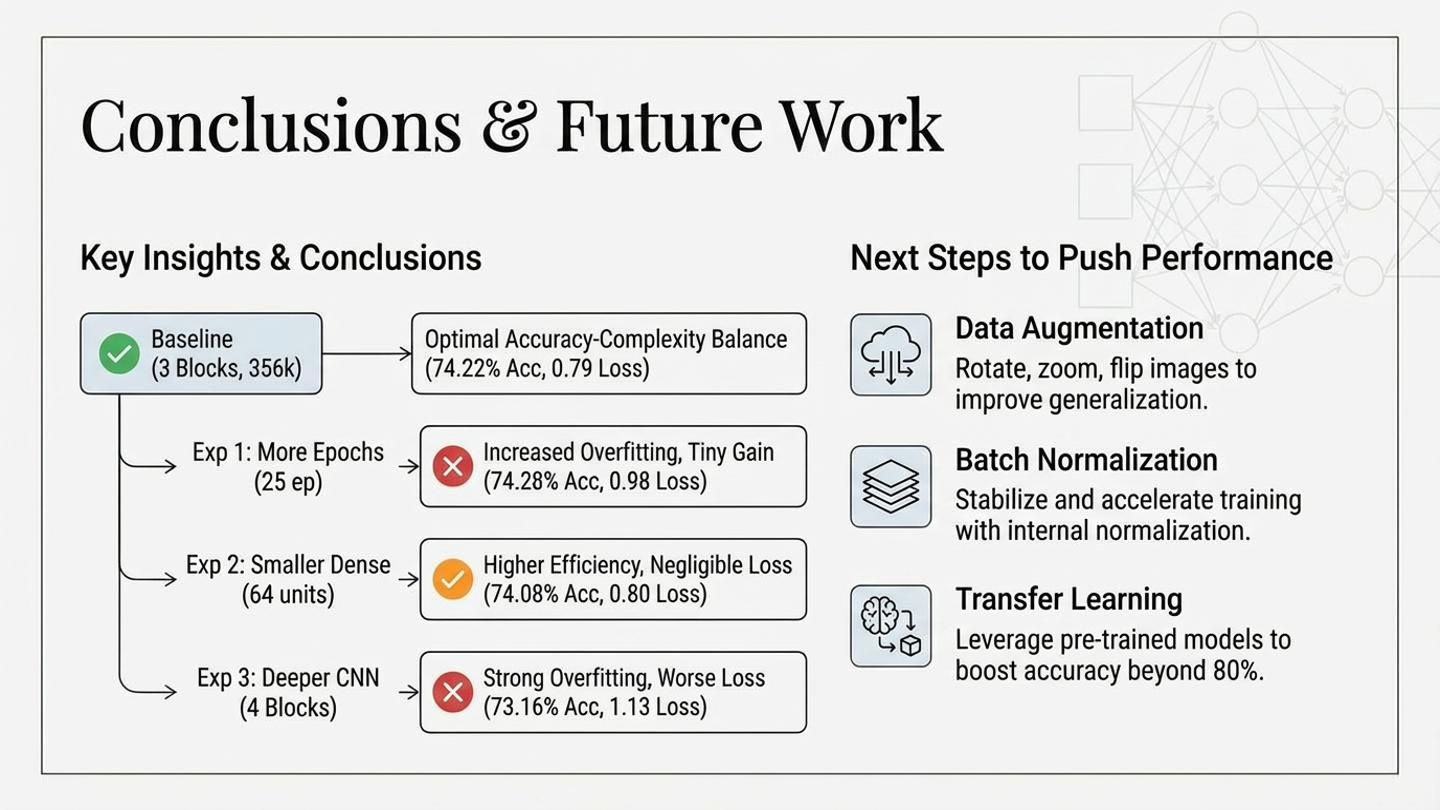 Conclusions & Future Work
Key Insights & Conclusions
Baseline
(3 Blocks, 356k)
Optimal Accuracy-Complexity Balance
(74.22% Acc, 0.79 Loss)
Exp 1: More Epochs
(25 ep)
Increased Overfitting, Tiny Gain
(74.28% Acc, 0.98 Loss)
Exp 2: Smaller Dense
(64 units)
Higher Efficiency, Negligible Loss
(74.08% Acc, 0.80 Loss)
Exp 3: Deeper CNN
(4 Blocks)
Strong Overfitting, Worse Loss
(73.16% Acc, 1.13 Loss)
Next Steps to Push Performance
Data Augmentation
Rotate, zoom, flip images to
improve generalization.
Batch Normalization
Stabilize and accelerate training
with internal normalization.
Transfer Learning
Leverage pre-trained models to
boost accuracy beyond 80%.